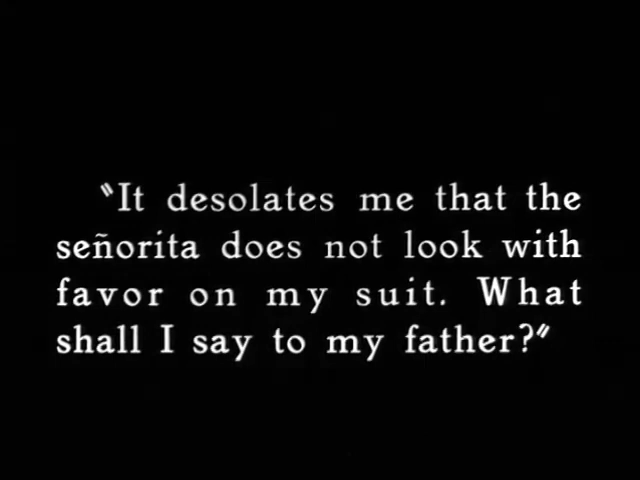 "It desolates me that the
señorita does not look with
favor on my suit. What
shall I say to my father?"